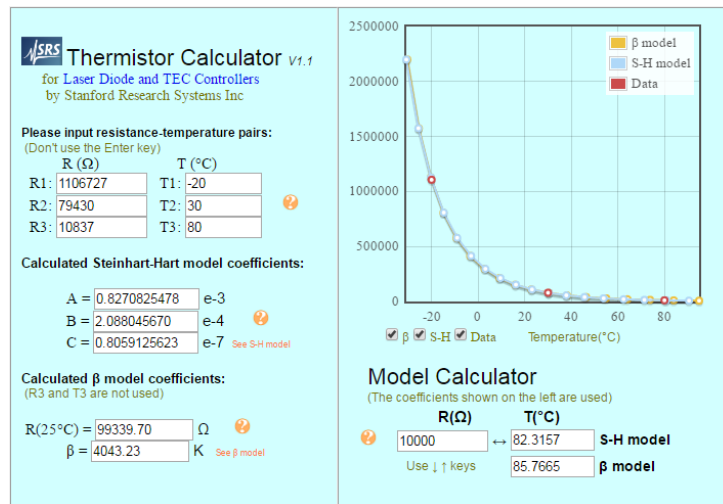 SRS Thermistor Calculator V1.1
for Laser Diode and TEC Controllers
by Stanford Research Systems Inc
Please input resistance-temperature pairs:
(Don't use the Enter key)
R (Ω) T (°C)
R1: 1106727 T1: -20
R2: 79430 T2: 30 ?
R3: 10837 T3: 80
Calculated Steinhart-Hart model coefficients:
A = 0.8270825478 e-3
B = 2.088045670 e-4 ?
C = 0.8059125623 e-7 See S-H model
Calculated β model coefficients:
(R3 and T3 are not used)
R(25°C) = 99339.70 Ω ?
β = 4043.23 K See β model
2500000
2000000
1500000
1000000
500000
0
β model
S-H model
Data
-20 0 20 40 60 80
β S-H Data Temperature(°C)
Model Calculator
(The coefficients shown on the left are used)
R(Ω) T(°C)
? 10000 ↔ 82.3157 S-H model
Use ↓ ↑ keys 85.7665 β model